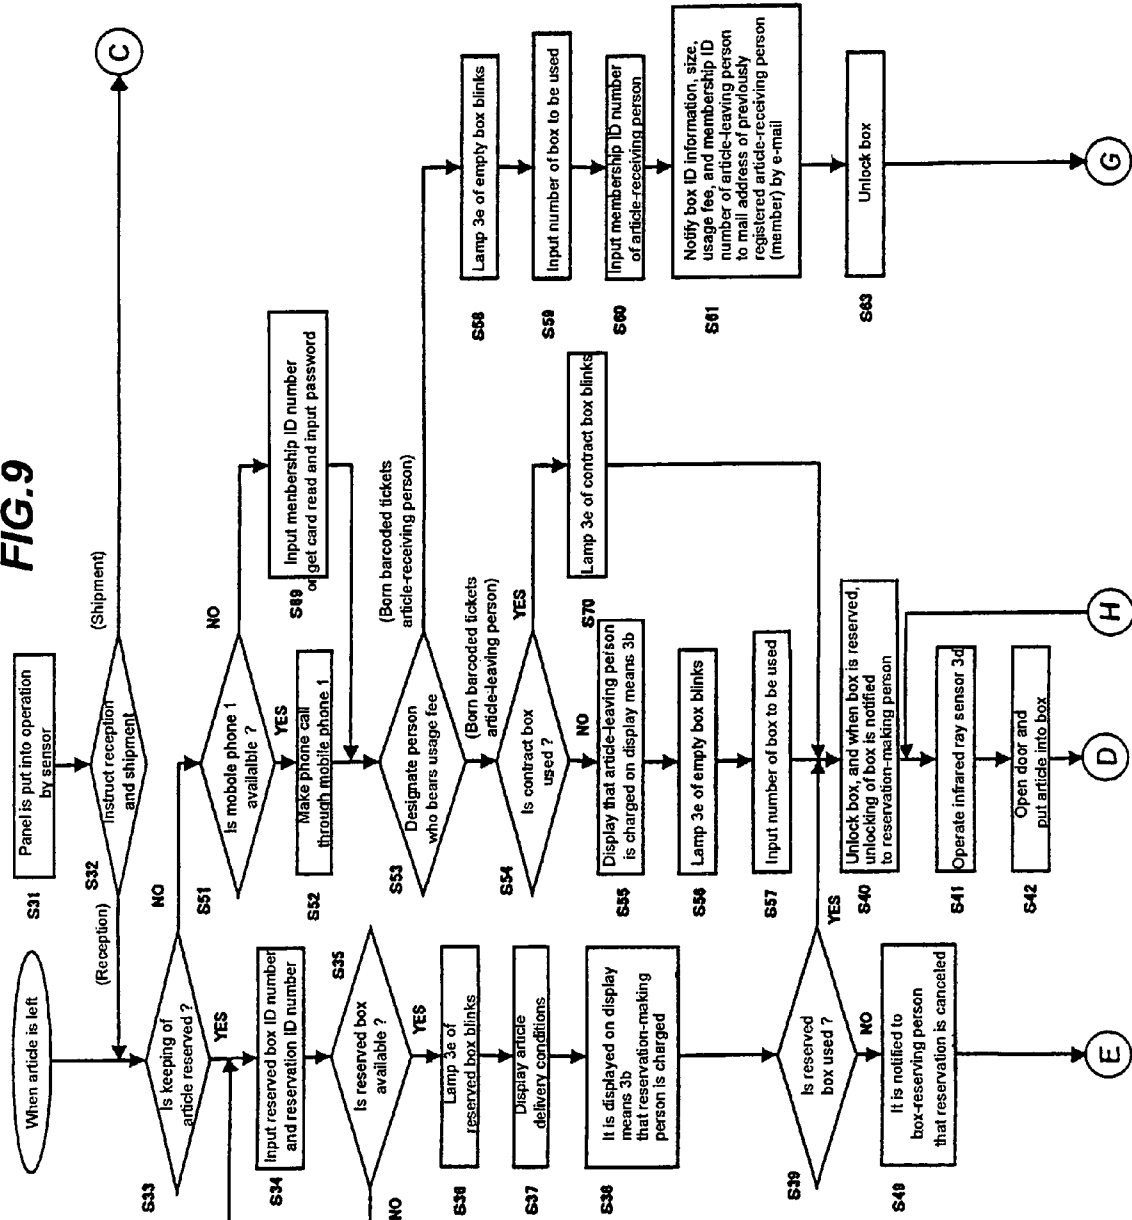 FIG.9
When article is left
S31
Panel is put into operation
by sensor
S32
Instruct reception
and shipment
(Reception)
(Shipment)
C
S33
Is keeping of
article reserved ?
NO
YES
S34
Input reserved box ID number
and reservation ID number
S35
Is reserved box
available ?
NO
YES
S36
Lamp 3e of
reserved box blinks
S37
Display article
delivery conditions
S38
It is displayed on display
means 3b
that reservation-making
person is charged
S39
Is reserved
box used ?
YES
NO
S49
It is notified to
box-reserving person
that reservation is canceled
E
S51
Is mobole phone 1
availalble ?
NO
YES
S52
Make phone call
through mobile phone 1
S69
Input menbership ID number
or get card read and input password
S53
Designate person
who bears usage fee
(Born barcoded tickets
article-receiving person)
(Born barcoded tickets
article-leaving person)
S54
Is contract box
used ?
YES
NO
S70
Lamp 3e of contract box blinks
S55
Display that article-leaving person
is charged on display means 3b
S56
Lamp 3e of empty box blinks
S57
Input number of box to be used
S40
Unlock box, and when box is reserved,
unlocking of box is notified
to reservation-making person
S41
Operate infrared ray sensor 3d
S42
Open door and
put article into box
D
H
S58
Lamp 3e of empty box blinks
S59
Input number of box to be used
S60
Input membership ID number
of article-receiving person
S61
Notify box ID information, size,
usage fee, and membership ID
number of article-leaving person
to mail address of previously
registered article-receiving person
(member) by e-mail
S63
Unlock box
G